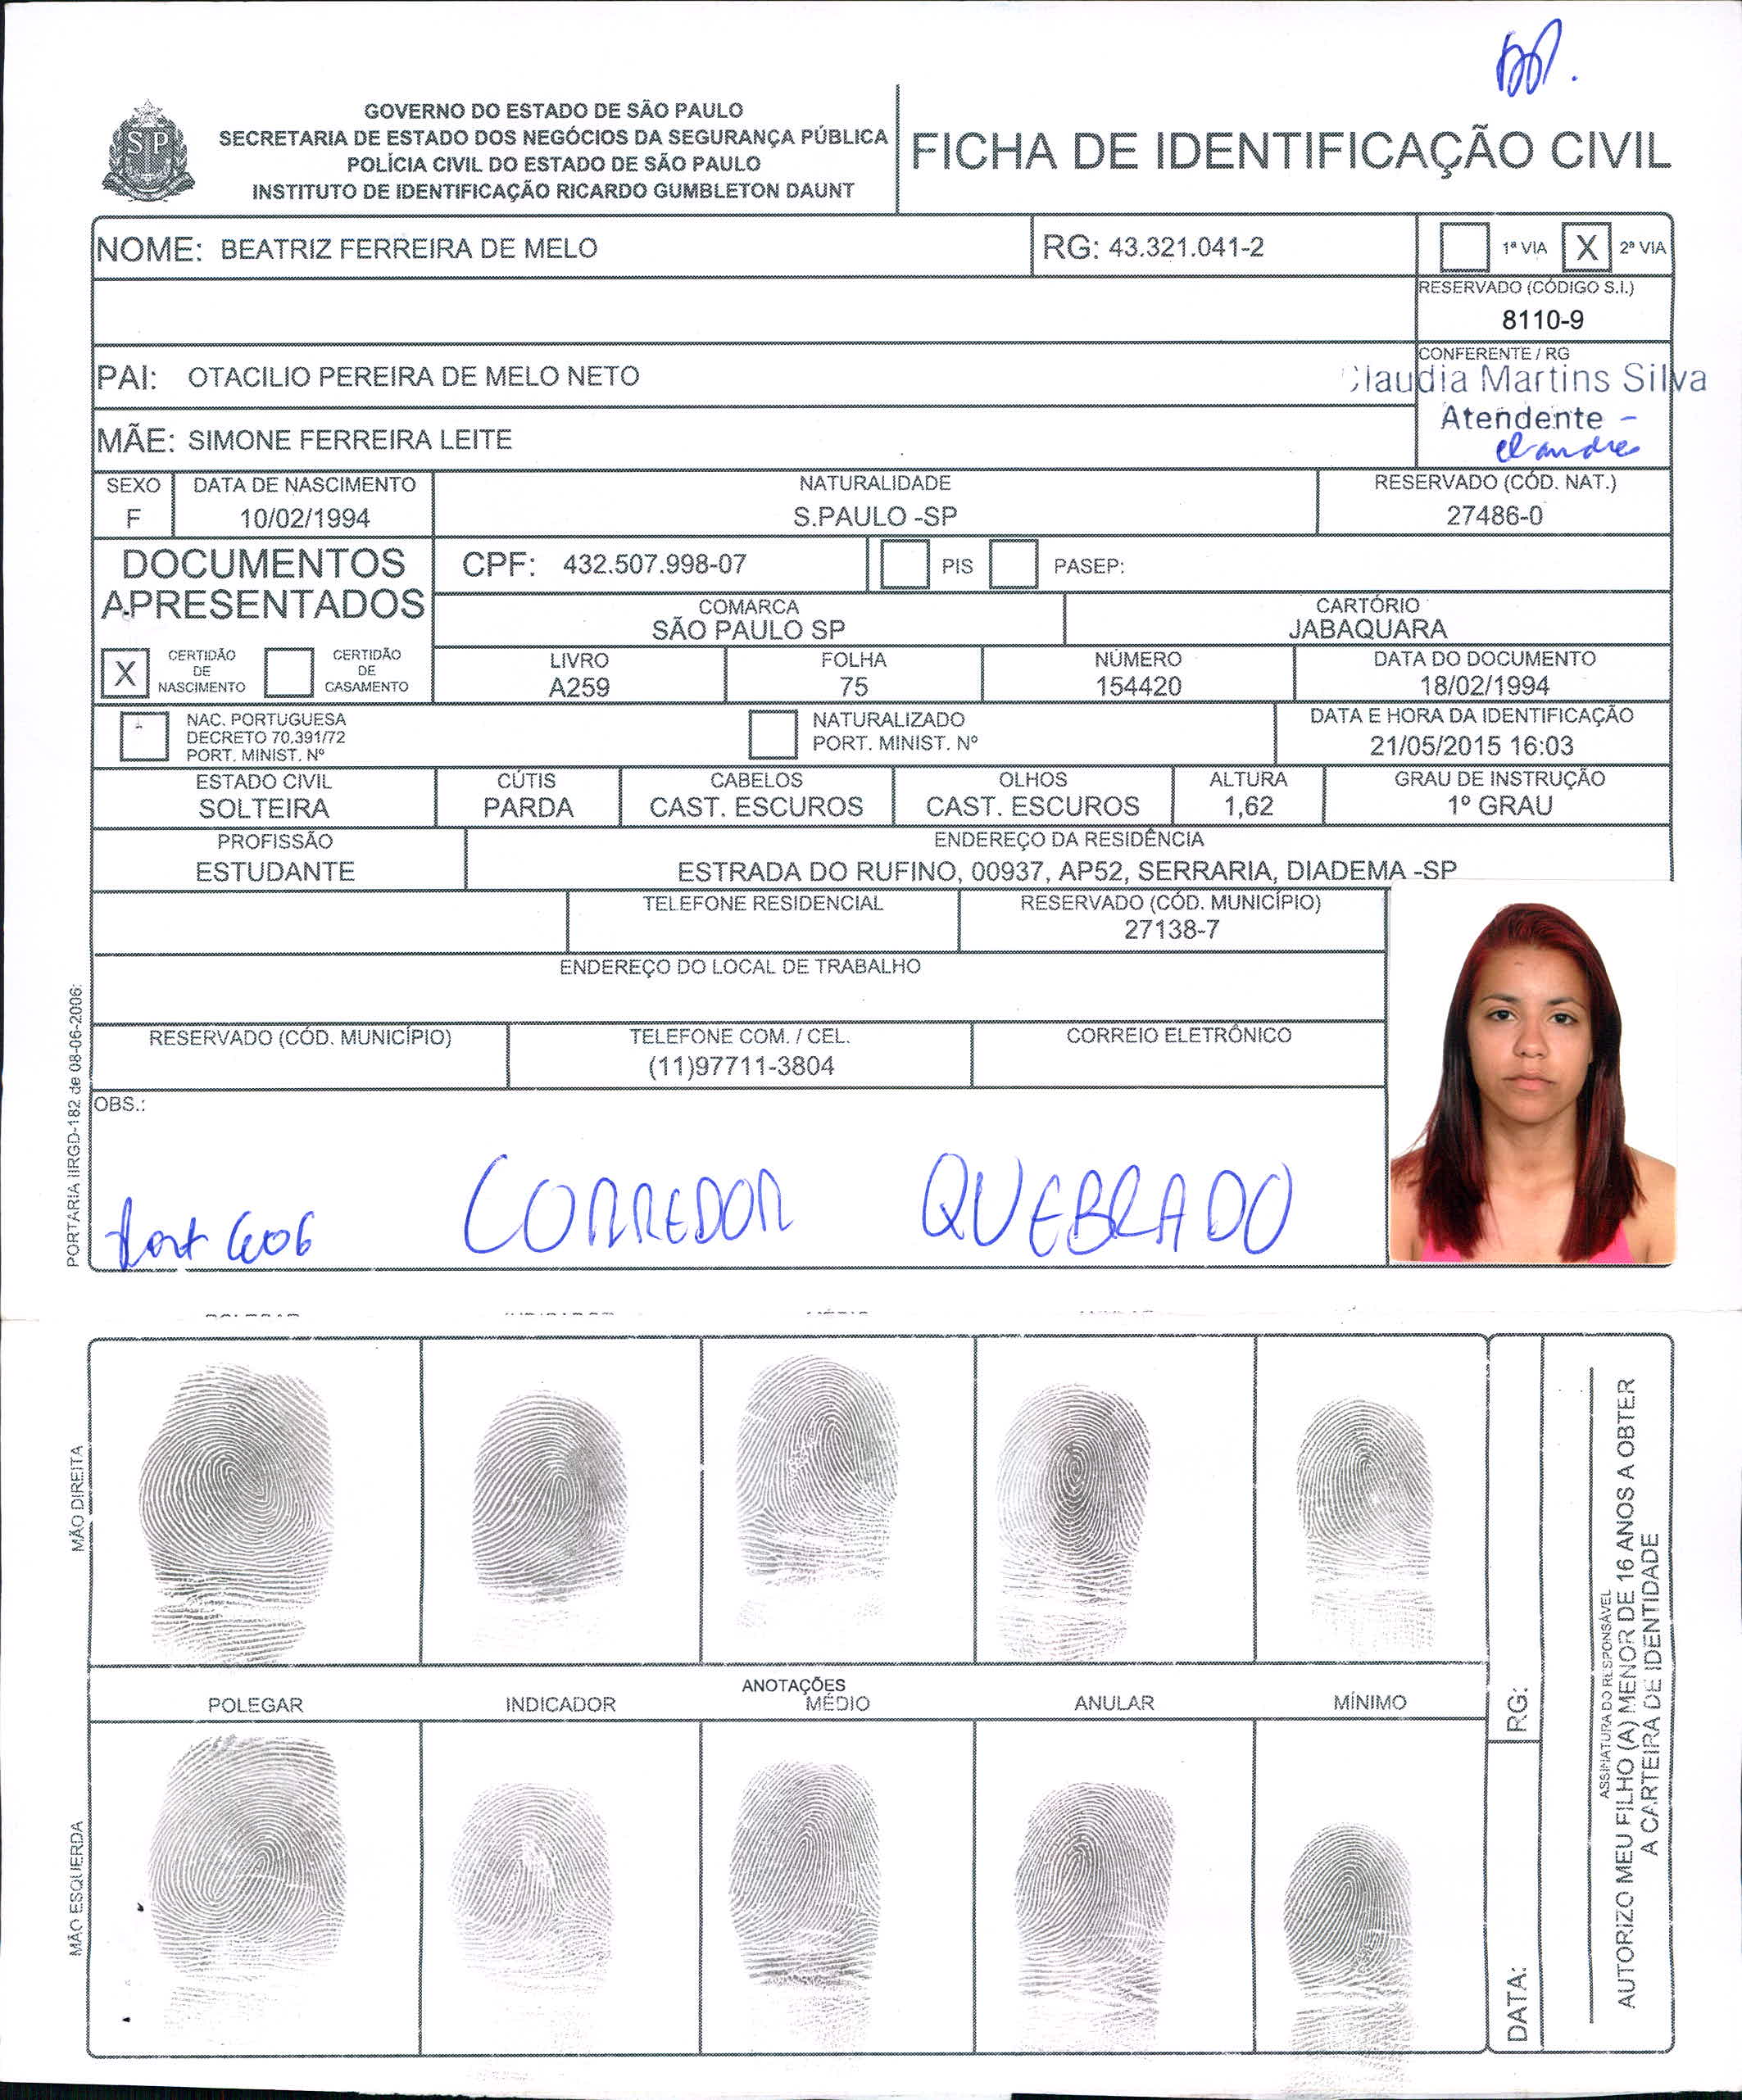 GOVERNO DO ESTADO DE SÃO PAULO
SECRETARIA DE ESTADO DOS NEGÓCIOS DA SEGURANÇA PÚBLICA
POLÍCIA CIVIL DO ESTADO DE SÃO PAULO
INSTITUTO DE IDENTIFICAÇÃO RICARDO GUMBLETON DAUNT
SP
FICHA DE IDENTIFICAÇÃO CIVIL
NOME: BEATRIZ FERREIRA DE MELO
RG: 43.321.041-2
1ª VIA X 2ª VIA
RESERVADO (CÓDIGO S.I.)
8110-9
PAI: OTACILIO PEREIRA DE MELO NETO
CONFERENTE / RG
Claudia Martins Silva
Atendente -
MÃE: SIMONE FERREIRA LEITE
SEXO
F
DATA DE NASCIMENTO
10/02/1994
NATURALIDADE
S.PAULO -SP
RESERVADO (CÓD. NAT.)
27486-0
DOCUMENTOS
APRESENTADOS
X CERTIDÃO DE NASCIMENTO
CERTIDÃO DE CASAMENTO
CPF: 432.507.998-07
PIS PASEP:
COMARCA
SÃO PAULO SP
CARTÓRIO
JABAQUARA
LIVRO
A259
FOLHA
75
NÚMERO
154420
DATA DO DOCUMENTO
18/02/1994
NAC. PORTUGUESA
DECRETO 70.391/72
PORT. MINIST. Nº
NATURALIZADO
PORT. MINIST. Nº
DATA E HORA DA IDENTIFICAÇÃO
21/05/2015 16:03
ESTADO CIVIL
SOLTEIRA
CÚTIS
PARDA
CABELOS
CAST. ESCUROS
OLHOS
CAST. ESCUROS
ALTURA
1,62
GRAU DE INSTRUÇÃO
1º GRAU
PROFISSÃO
ESTUDANTE
ENDEREÇO DA RESIDÊNCIA
ESTRADA DO RUFINO, 00937, AP52, SERRARIA, DIADEMA -SP
TELEFONE RESIDENCIAL
RESERVADO (CÓD. MUNICÍPIO)
27138-7
ENDEREÇO DO LOCAL DE TRABALHO
RESERVADO (CÓD. MUNICÍPIO)
TELEFONE COM. / CEL.
(11)97711-3804
CORREIO ELETRÔNICO
OBS.:
CORREDOR QUEBRADO
PORTARIA IIRGD-182 de 08-06-2006:
MÃO DIREITA
ANOTAÇÕES
POLEGAR INDICADOR MÉDIO ANULAR MÍNIMO
MÃO ESQUERDA
RG:
DATA:
ASSINATURA DO RESPONSÁVEL
AUTORIZO MEU FILHO (A) MENOR DE 16 ANOS A OBTER
A CARTEIRA DE IDENTIDADE